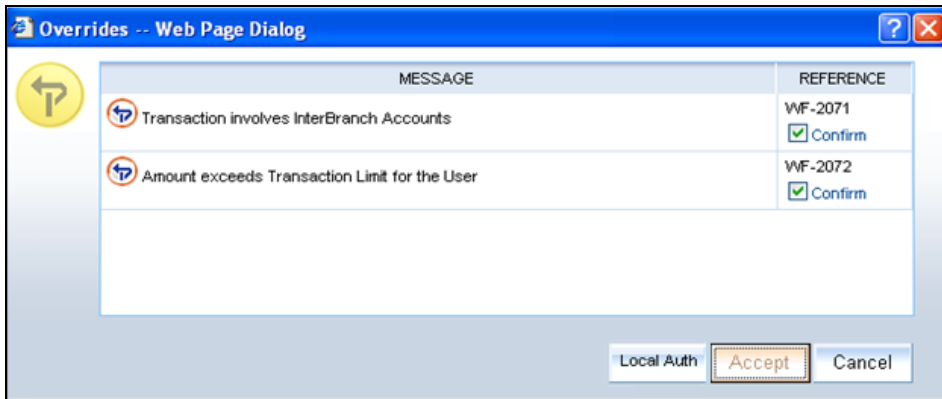 Overrides -- Web Page Dialog
MESSAGE REFERENCE
Transaction involves InterBranch Accounts WF-2071
Confirm
Amount exceeds Transaction Limit for the User WF-2072
Confirm
Local Auth Accept Cancel